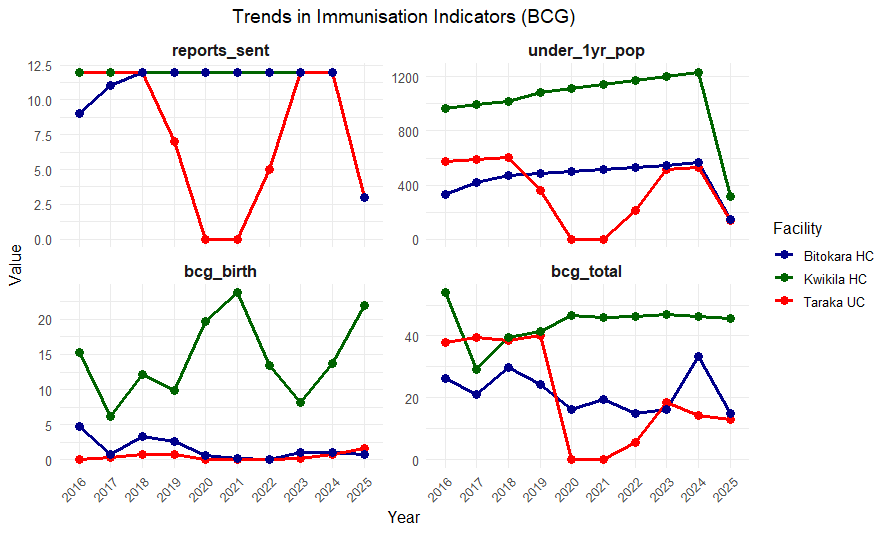 Trends in Immunisation Indicators (BCG)
reports_sent
under_1yr_pop
12.5
10.0
7.5
5.0
2.5
0.0
1200
800
400
0
Value
bcg_birth
bcg_total
20
15
10
5
0
40
20
0
2016 2017 2018 2019 2020 2021 2022 2023 2024 2025
2016 2017 2018 2019 2020 2021 2022 2023 2024 2025
Year
Facility
Bitokara HC
Kwikila HC
Taraka UC